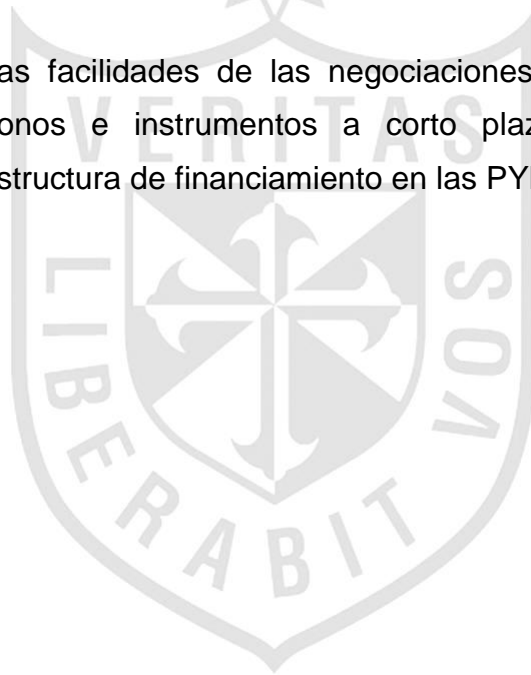 as facilidades de las negociaciones
onos e instrumentos a corto plaz
structura de financiamiento en las PY
VERITAS
LIBERABIT
VOS